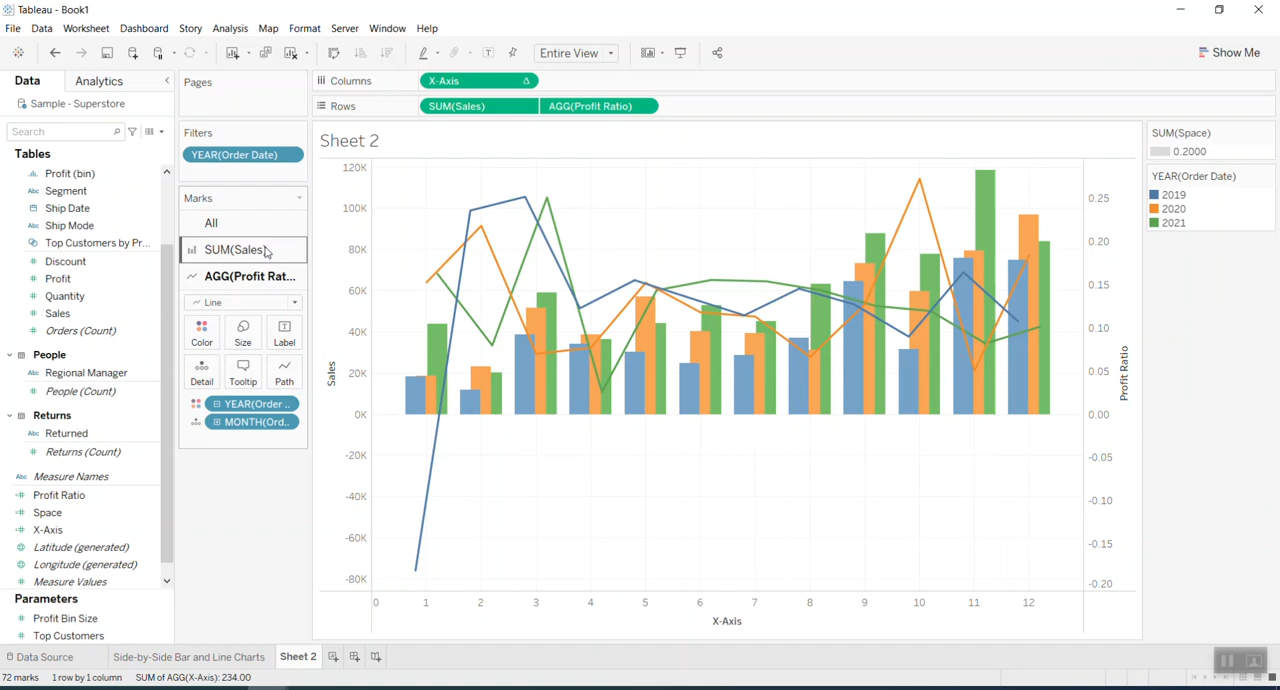 Tableau - Book1
File Data Worksheet Dashboard Story Analysis Map Format Server Window Help
Entire View
Show Me
Data Analytics
Sample - Superstore
Search
Tables
Profit (bin)
Abc Segment
Ship Date
Abc Ship Mode
Top Customers by Pr...
# Discount
# Profit
# Quantity
# Sales
# Orders (Count)
People
Abc Regional Manager
# People (Count)
Returns
Abc Returned
# Returns (Count)
Abc Measure Names
Profit Ratio
Space
X-Axis
Latitude (generated)
Longitude (generated)
# Measure Values
Parameters
# Profit Bin Size
# Top Customers
Pages
Filters
YEAR(Order Date)
Marks
All
SUM(Sales)
AGG(Profit Rat...
Line
Color Size Label
Detail Tooltip Path
YEAR(Order ..
MONTH(Ord..
Columns X-Axis Δ
Rows SUM(Sales) AGG(Profit Ratio)
Sheet 2
120K
100K
80K
60K
40K
20K
0K
-20K
-40K
-60K
-80K
Sales
0.25
0.20
0.15
0.10
0.05
0.00
-0.05
-0.10
-0.15
-0.20
Profit Ratio
0 1 2 3 4 5 6 7 8 9 10 11 12
X-Axis
SUM(Space)
0.2000
YEAR(Order Date)
2019
2020
2021
Data Source Side-by-Side Bar and Line Charts Sheet 2
72 marks 1 row by 1 column SUM of AGG(X-Axis): 234.00